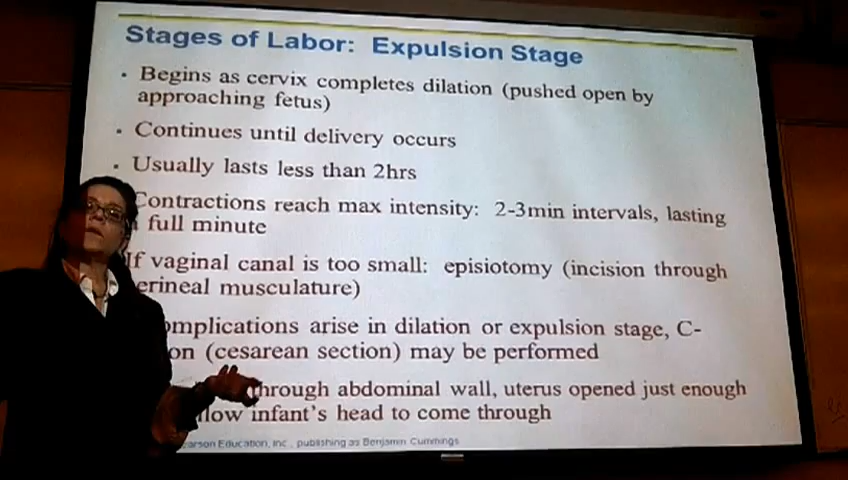 Stages of Labor: Expulsion Stage
· Begins as cervix completes dilation (pushed open by
approaching fetus)
· Continues until delivery occurs
· Usually lasts less than 2hrs
Contractions reach max intensity: 2-3min intervals, lasting
full minute
If vaginal canal is too small: episiotomy (incision through
erineal musculature)
omplications arise in dilation or expulsion stage, C-
on (cesarean section) may be performed
through abdominal wall, uterus opened just enough
low infant's head to come through
earson Education, Inc., publishing as Benjamin Cummings